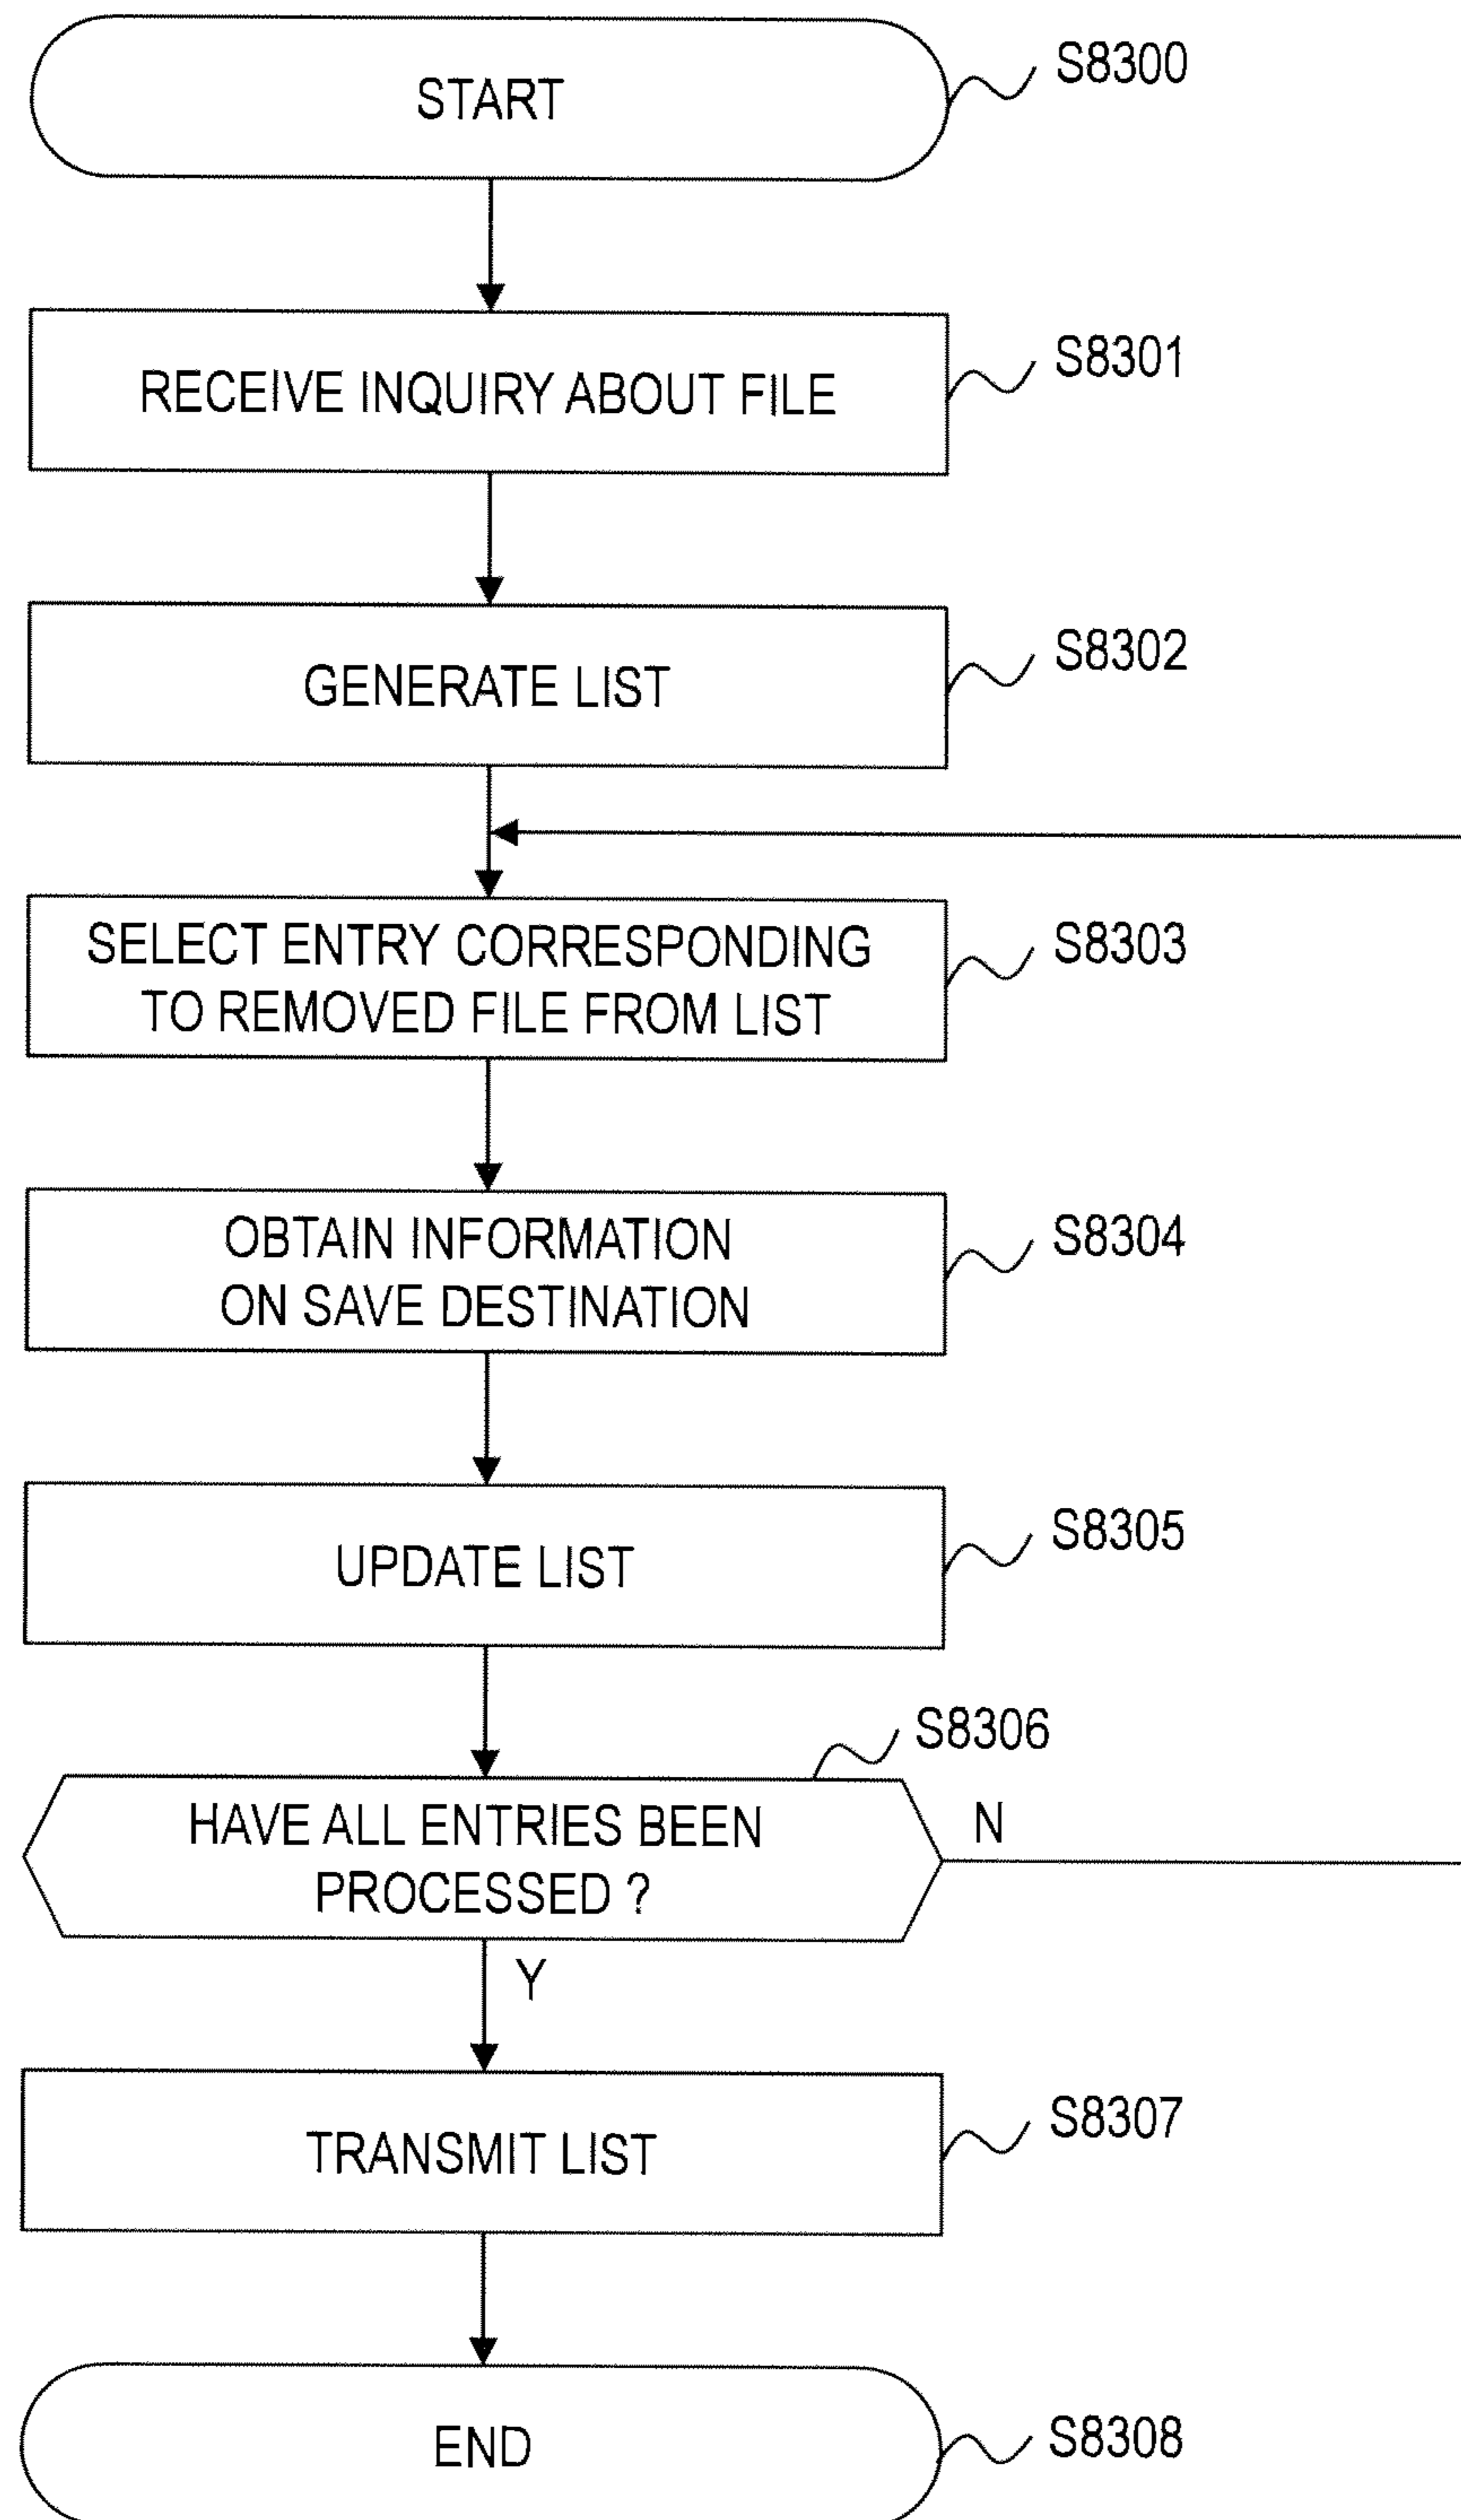 START
S8300
RECEIVE INQUIRY ABOUT FILE
S8301
GENERATE LIST
S8302
SELECT ENTRY CORRESPONDING
TO REMOVED FILE FROM LIST
S8303
OBTAIN INFORMATION
ON SAVE DESTINATION
S8304
UPDATE LIST
S8305
S8306
HAVE ALL ENTRIES BEEN
PROCESSED ?
N
Y
TRANSMIT LIST
S8307
END
S8308